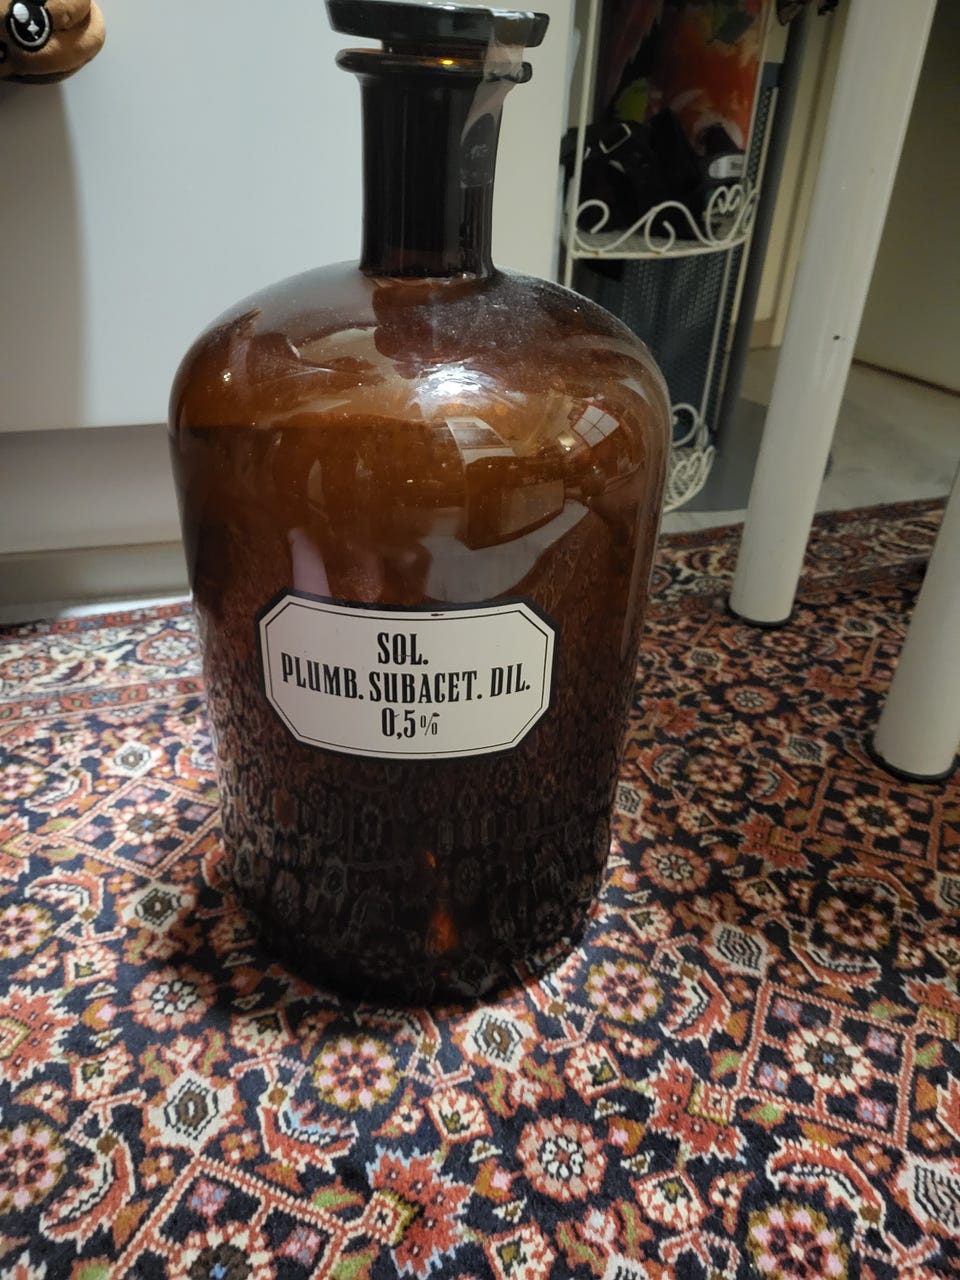 SOL.
PLUMB. SUBACET. DIL.
0,5%